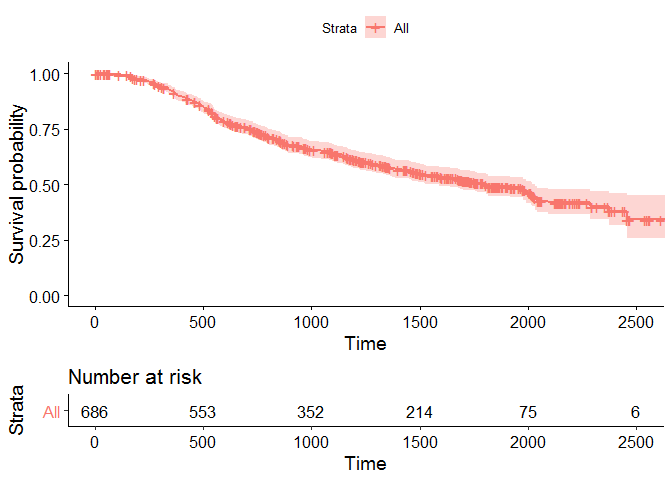 Strata All
Survival probability
1.00
0.75
0.50
0.25
0.00
0 500 1000 1500 2000 2500
Time
Number at risk
Strata
All 686 553 352 214 75 6
0 500 1000 1500 2000 2500
Time